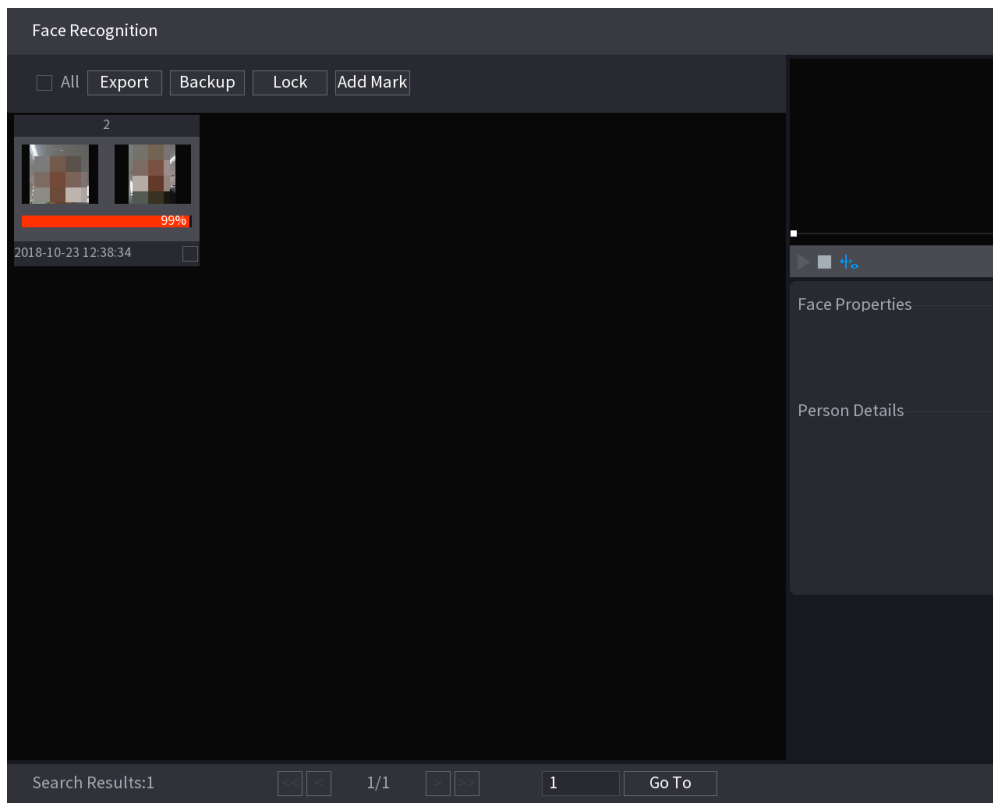 Face Recognition
All Export Backup Lock Add Mark
2
99%
2018-10-23 12:38:34
Face Properties
Person Details
Search Results:1 << < 1/1 > >> 1 Go To